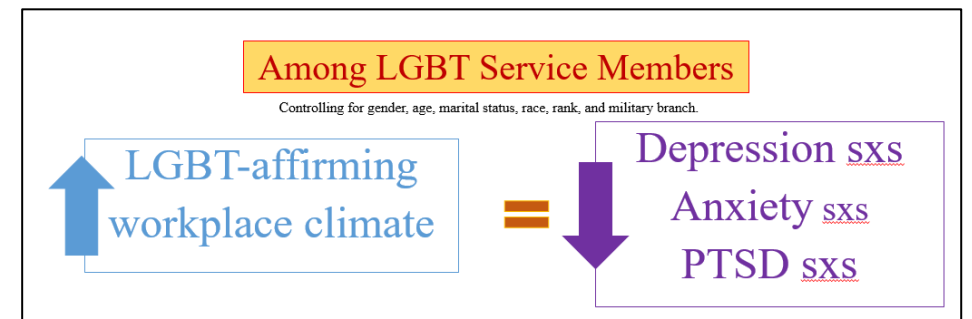 Among LGBT Service Members
Controlling for gender, age, marital status, race, rank, and military branch.
LGBT-affirming
workplace climate
=
Depression sxs
Anxiety sxs
PTSD sxs